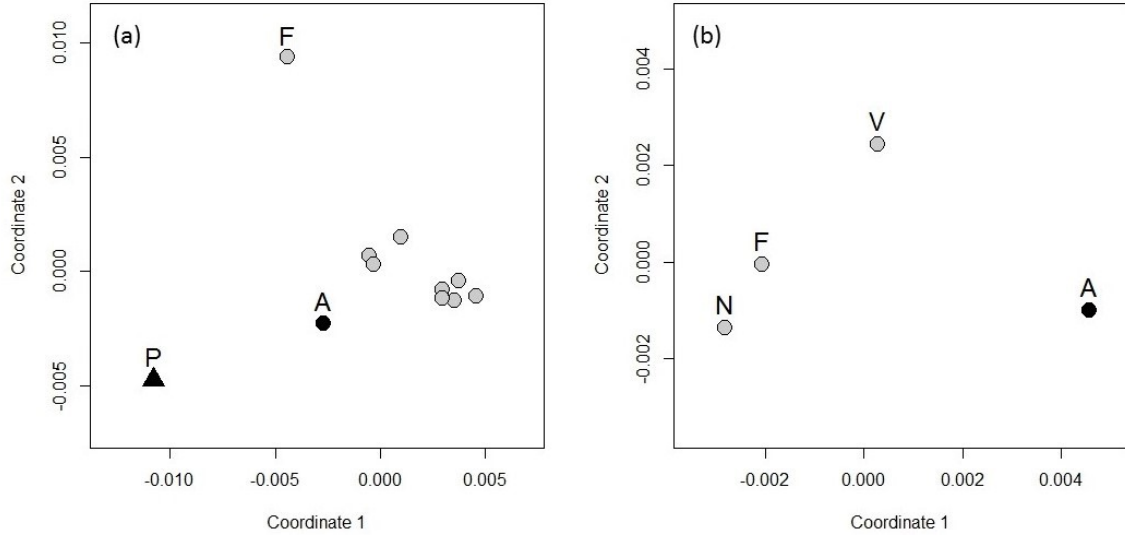 (a)
F
A
P
0.010
0.005
0.000
-0.005
Coordinate 2
-0.010 -0.005 0.000 0.005
Coordinate 1
(b)
V
F
N
A
0.004
0.002
0.000
-0.002
Coordinate 2
-0.002 0.000 0.002 0.004
Coordinate 1